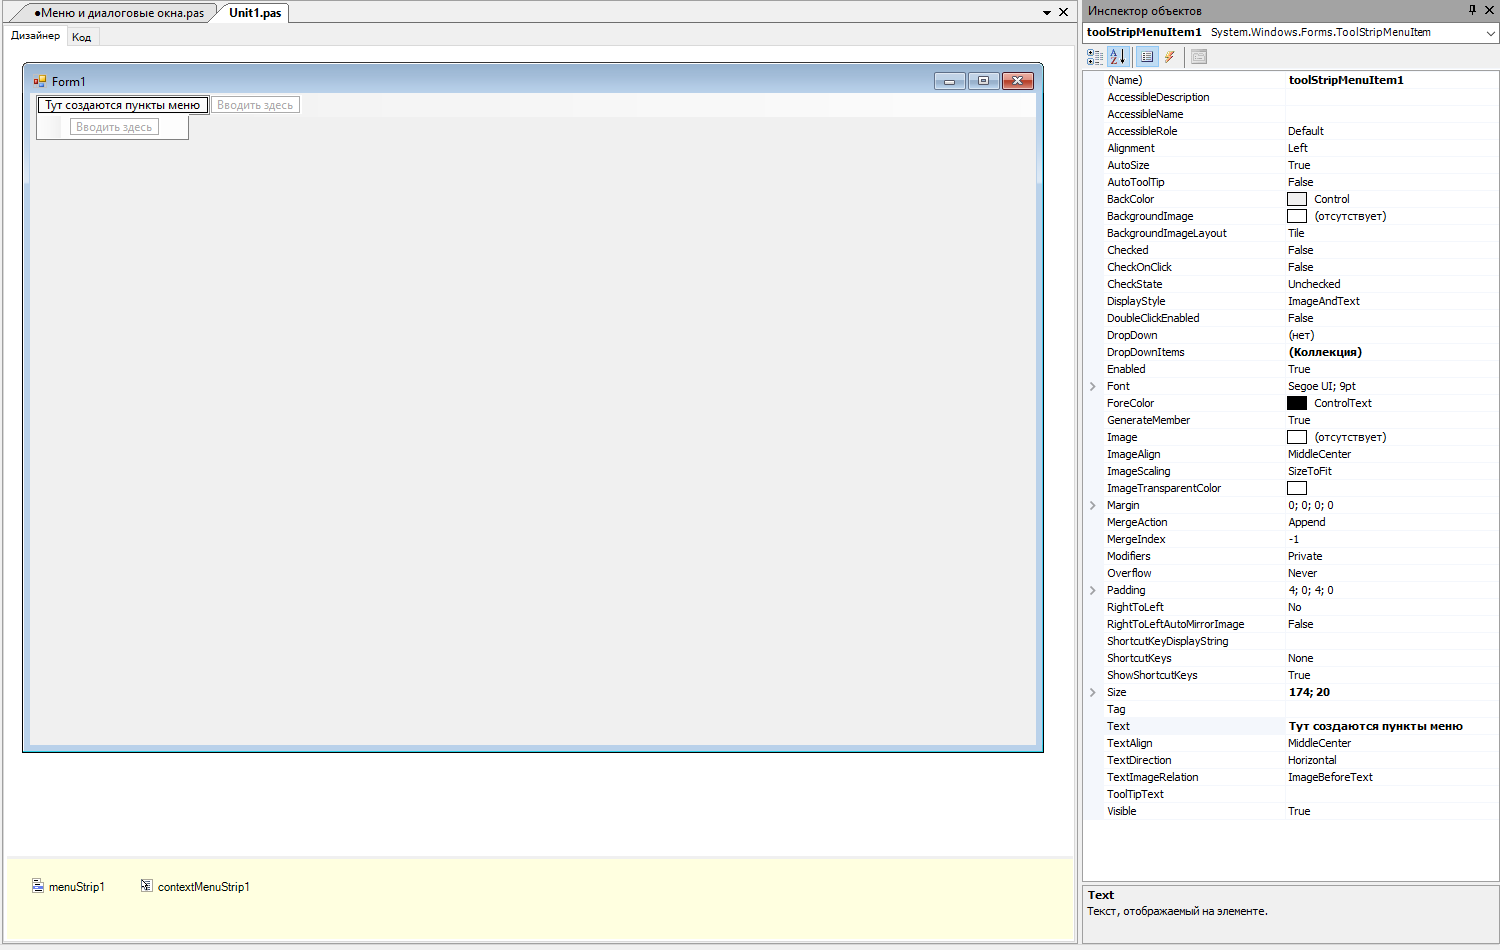 ●Меню и диалоговые окна.pas
Unit1.pas
Дизайнер
Код
Form1
Тут создаются пункты меню
Вводить здесь
Вводить здесь
menuStrip1
contextMenuStrip1
Инспектор объектов
toolStripMenuItem1 System.Windows.Forms.ToolStripMenuItem
(Name) toolStripMenuItem1
AccessibleDescription
AccessibleName
AccessibleRole Default
Alignment Left
AutoSize True
AutoToolTip False
BackColor Control
BackgroundImage (отсутствует)
BackgroundImageLayout Tile
Checked False
CheckOnClick False
CheckState Unchecked
DisplayStyle ImageAndText
DoubleClickEnabled False
DropDown (нет)
DropDownItems (Коллекция)
Enabled True
Font Segoe UI; 9pt
ForeColor ControlText
GenerateMember True
Image (отсутствует)
ImageAlign MiddleCenter
ImageScaling SizeToFit
ImageTransparentColor
Margin 0; 0; 0; 0
MergeAction Append
MergeIndex -1
Modifiers Private
Overflow Never
Padding 4; 0; 4; 0
RightToLeft No
RightToLeftAutoMirrorImage False
ShortcutKeyDisplayString
ShortcutKeys None
ShowShortcutKeys True
Size 174; 20
Tag
Text Тут создаются пункты меню
TextAlign MiddleCenter
TextDirection Horizontal
TextImageRelation ImageBeforeText
ToolTipText
Visible True
Text
Текст, отображаемый на элементе.